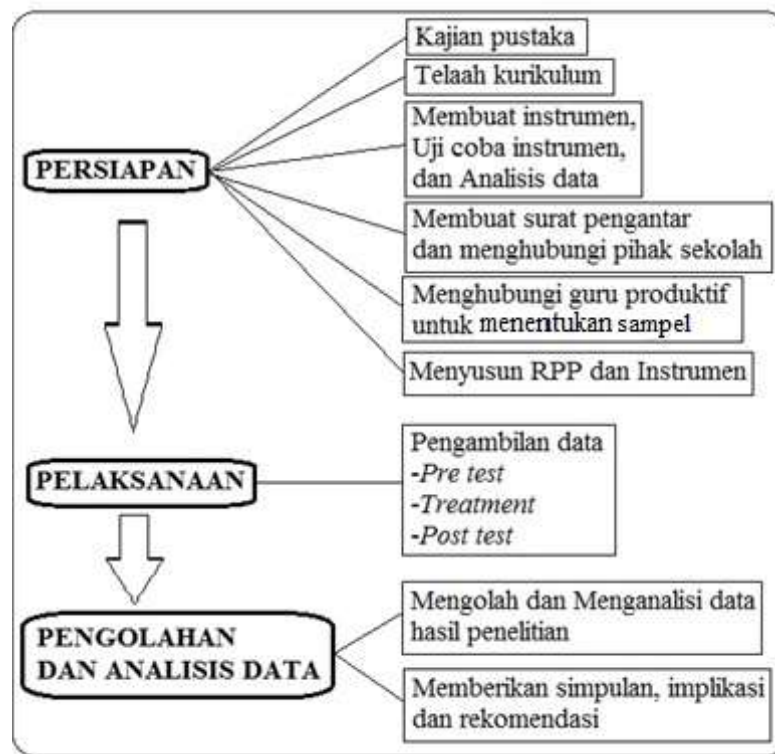 PERSIAPAN
Kajian pustaka
Telaah kurikulum
Membuat instrumen,
Uji coba instrumen,
dan Analisis data
Membuat surat pengantar
dan menghubungi pihak sekolah
Menghubungi guru produktif
untuk menentukan sampel
Menyusun RPP dan Instrumen
PELAKSANAAN
Pengambilan data
-Pre test
-Treatment
-Post test
PENGOLAHAN
DAN ANALISIS DATA
Mengolah dan Menganalisi data
hasil penelitian
Memberikan simpulan, implikasi
dan rekomendasi